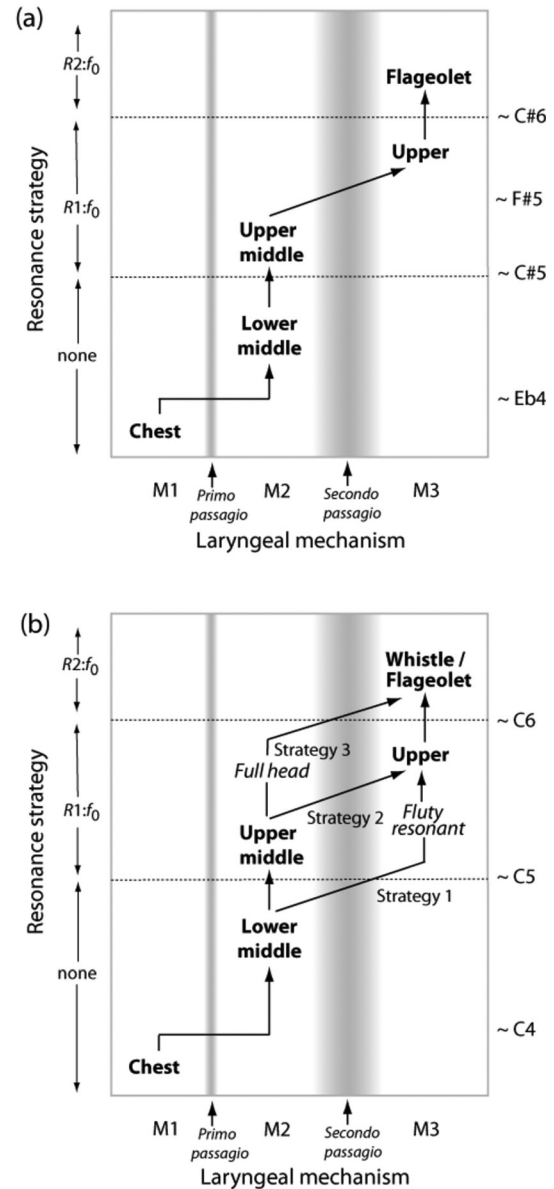 (a)
R2:f0
R1:f0
none
Resonance strategy
Flageolet
Upper
Upper
middle
Lower
middle
Chest
~ C#6
~ F#5
~ C#5
~ Eb4
M1
Primo
passagio
M2
Secondo
passagio
M3
Laryngeal mechanism
(b)
R2:f0
R1:f0
none
Resonance strategy
Whistle /
Flageolet
Strategy 3
Full head
Upper
Strategy 2
Fluty
resonant
Upper
middle
Strategy 1
Lower
middle
Chest
~ C6
~ C5
~ C4
M1
Primo
passagio
M2
Secondo
passagio
M3
Laryngeal mechanism